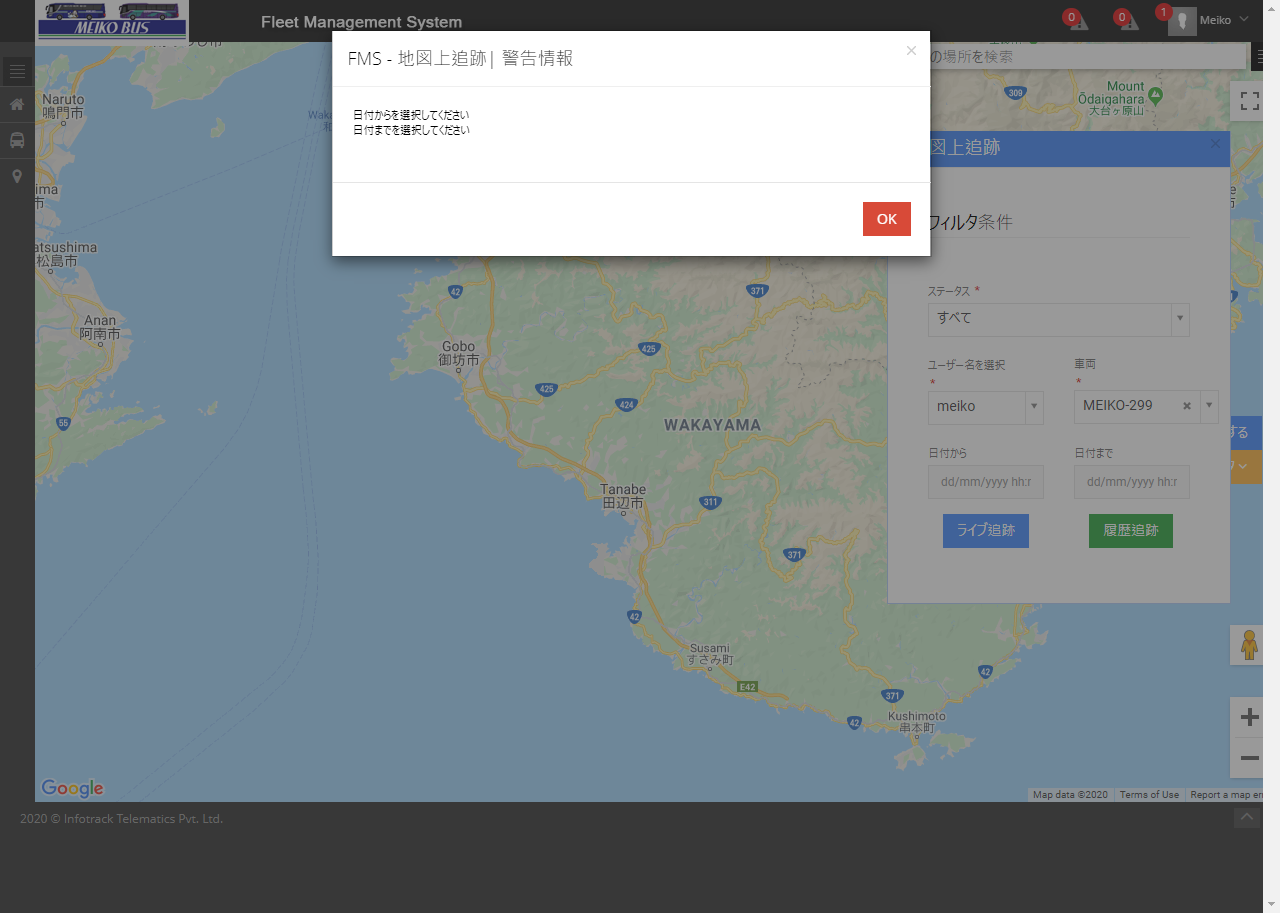 MEIKO BUS
Fleet Management System
0
0
1
Meiko
FMS - 地図上追跡| 警告情報
×
日付からを選択してください
日付までを選択してください
OK
の場所を検索
Naruto
鳴門市
309
Mount
Ōdaigahara
大台ヶ原山
図上追跡
フィルタ条件
松島市
Anan
阿南市
55
42
Gobo
御坊市
371
425
425
424
WAKAYAMA
ステータス *
すべて
ユーザー名を選択
*
車両
*
meiko
MEIKO-299
日付から
日付まで
dd/mm/yyyy hh:r
dd/mm/yyyy hh:r
する
ライブ追跡
履歴追跡
Tanabe
田辺市
311
371
42
Susami
すさみ町
E42
42
371
42
Kushimoto
串本町
Google
Map data ©2020
Terms of Use
Report a map er
2020 © Infotrack Telematics Pvt. Ltd.